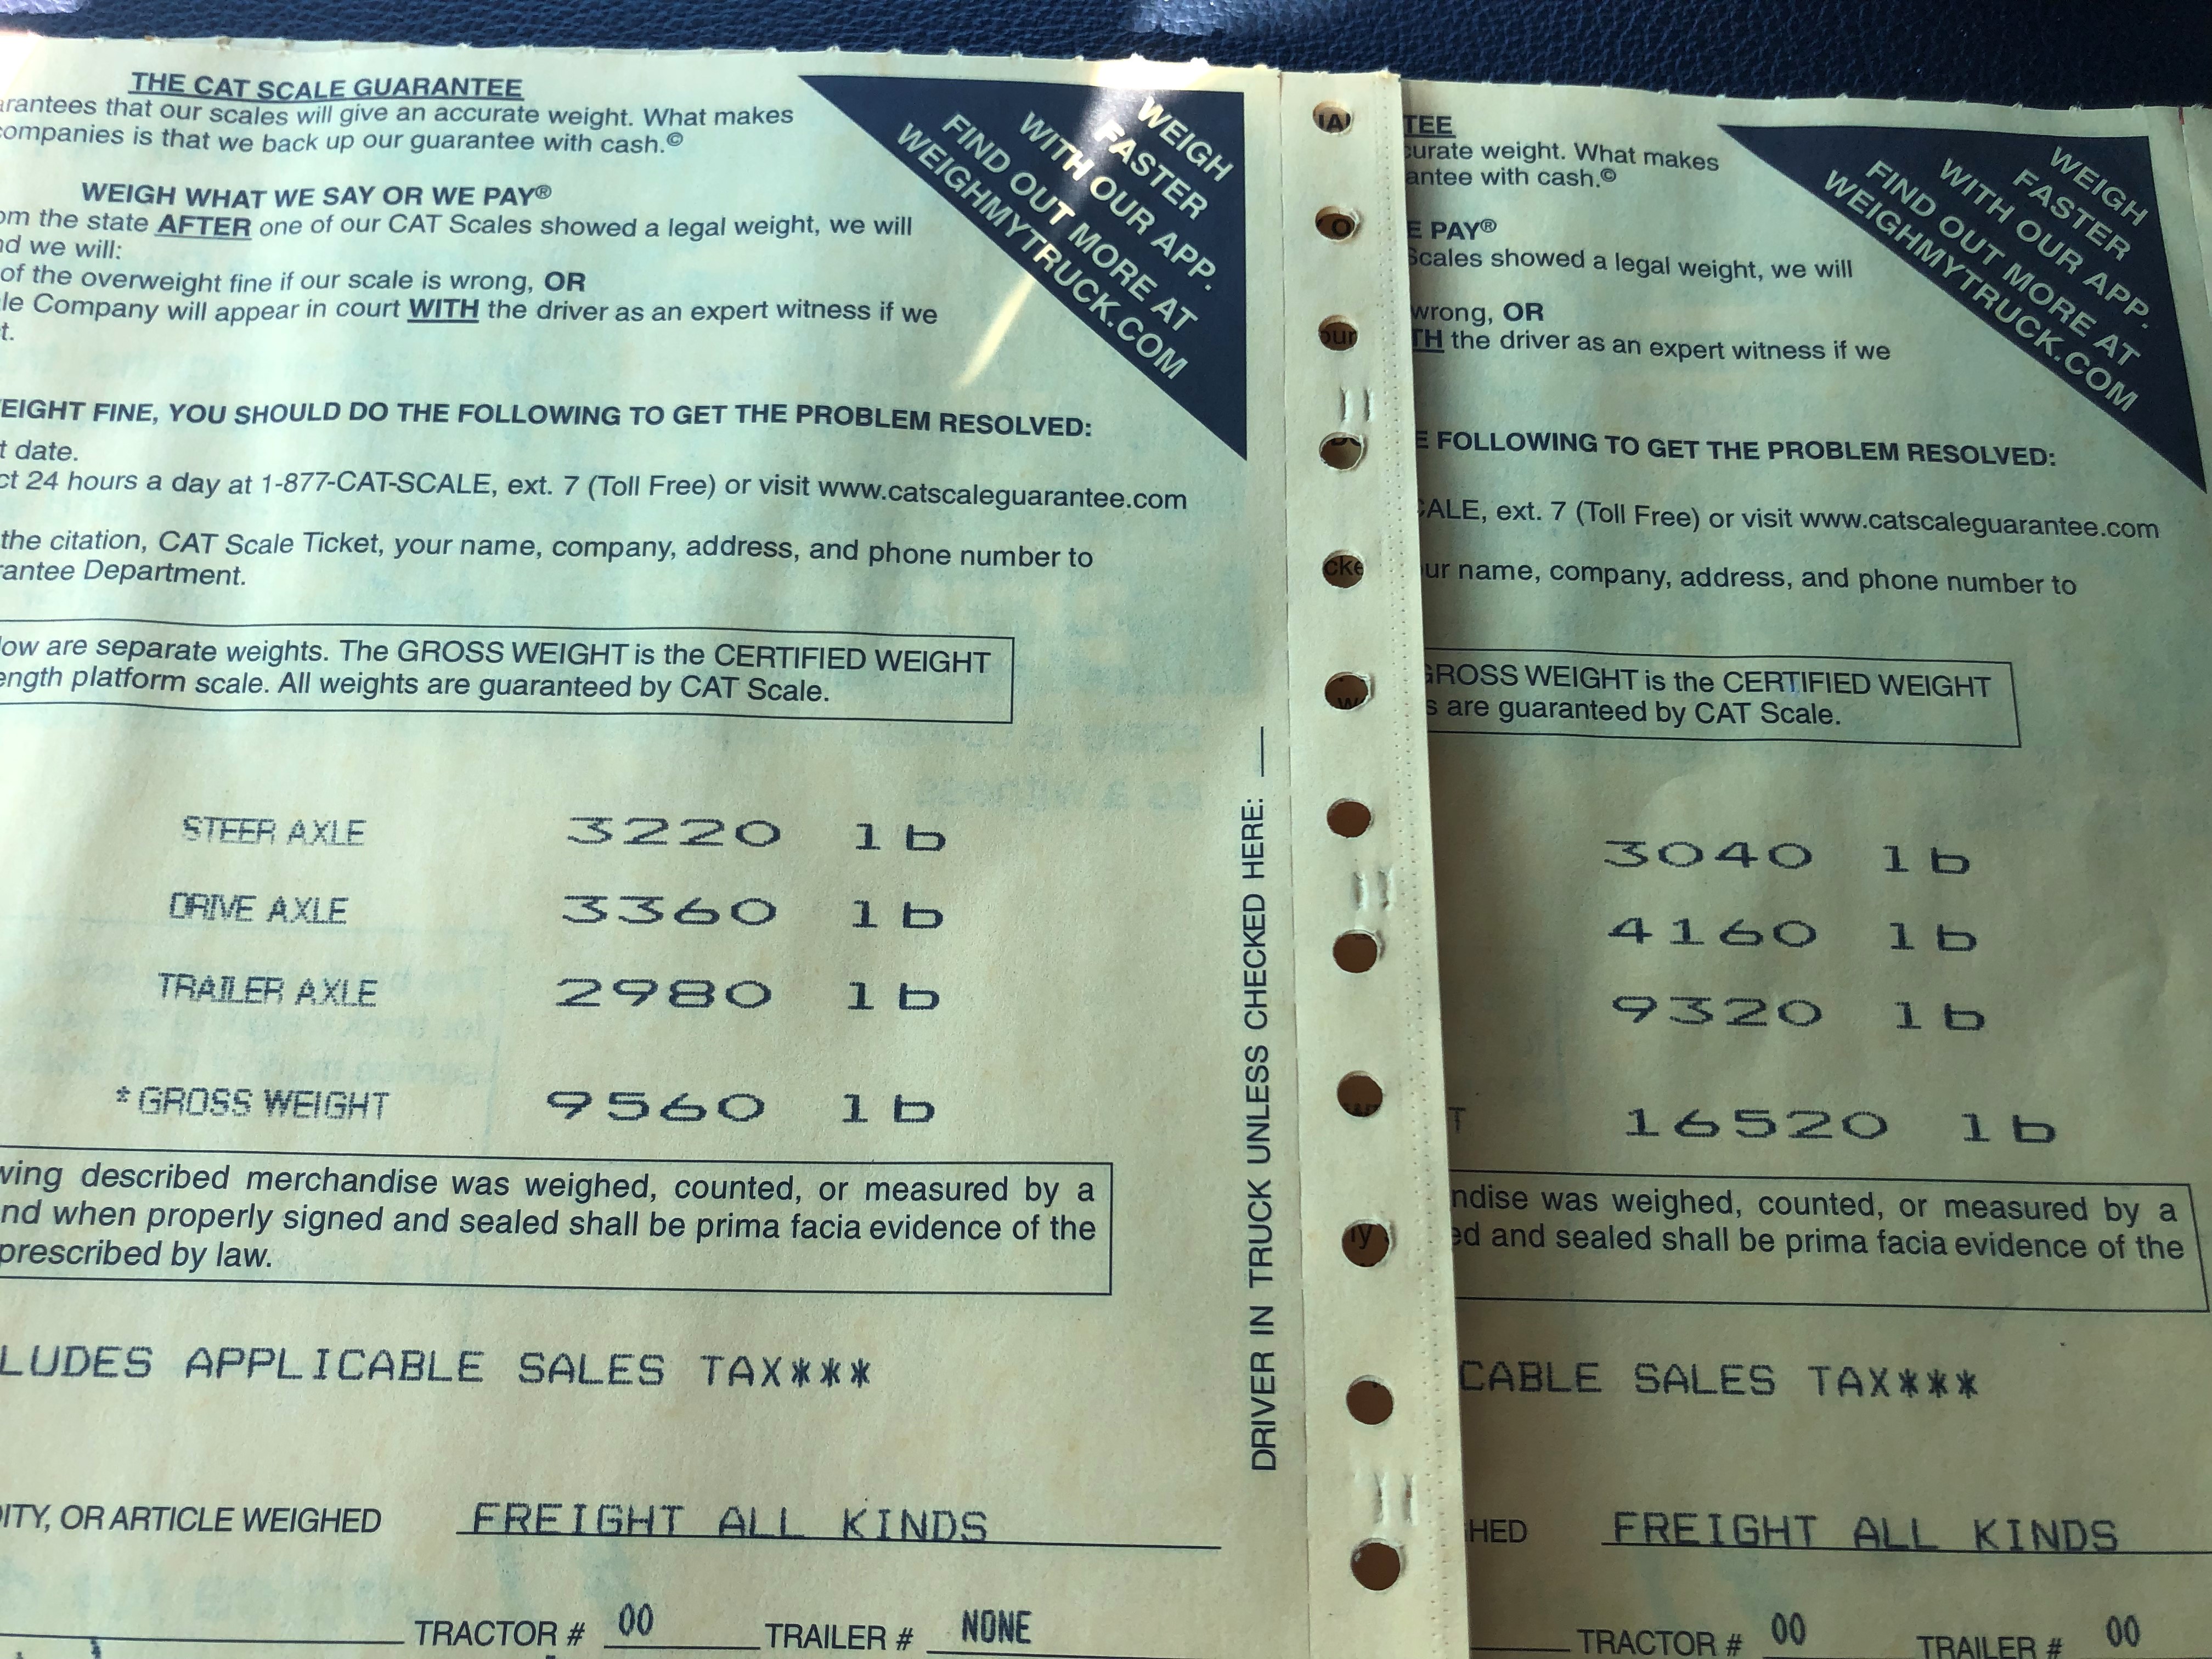 THE CAT SCALE GUARANTEE
rantees that our scales will give an accurate weight. What makes
companies is that we back up our guarantee with cash.©
WEIGH WHAT WE SAY OR WE PAY®
om the state AFTER one of our CAT Scales showed a legal weight, we will
nd we will:
of the overweight fine if our scale is wrong, OR
le Company will appear in court WITH the driver as an expert witness if we
t.
WEIGH
FASTER
WITH OUR APP.
FIND OUT MORE AT
WEIGHMYTRUCK.COM
EIGHT FINE, YOU SHOULD DO THE FOLLOWING TO GET THE PROBLEM RESOLVED:
t date.
ct 24 hours a day at 1-877-CAT-SCALE, ext. 7 (Toll Free) or visit www.catscaleguarantee.com
the citation, CAT Scale Ticket, your name, company, address, and phone number to
rantee Department.
low are separate weights. The GROSS WEIGHT is the CERTIFIED WEIGHT
ength platform scale. All weights are guaranteed by CAT Scale.
STEER AXLE 3220 lb
DRIVE AXLE 3360 lb
TRAILER AXLE 2980 lb
*GROSS WEIGHT 9560 lb
DRIVER IN TRUCK UNLESS CHECKED HERE:
wing described merchandise was weighed, counted, or measured by a
nd when properly signed and sealed shall be prima facia evidence of the
prescribed by law.
LUDES APPLICABLE SALES TAX***
DITY, OR ARTICLE WEIGHED FREIGHT ALL KINDS
TRACTOR # 00 TRAILER # NONE
TEE
curate weight. What makes
antee with cash.©
E PAY®
Scales showed a legal weight, we will
wrong, OR
TH the driver as an expert witness if we
WEIGH
FASTER
WITH OUR APP.
FIND OUT MORE AT
WEIGHMYTRUCK.COM
E FOLLOWING TO GET THE PROBLEM RESOLVED:
CALE, ext. 7 (Toll Free) or visit www.catscaleguarantee.com
ur name, company, address, and phone number to
GROSS WEIGHT is the CERTIFIED WEIGHT
s are guaranteed by CAT Scale.
3040 lb
4160 lb
9320 lb
T 16520 lb
ndise was weighed, counted, or measured by a
ed and sealed shall be prima facia evidence of the
CABLE SALES TAX***
HED FREIGHT ALL KINDS
TRACTOR # 00 TRAILER # 00